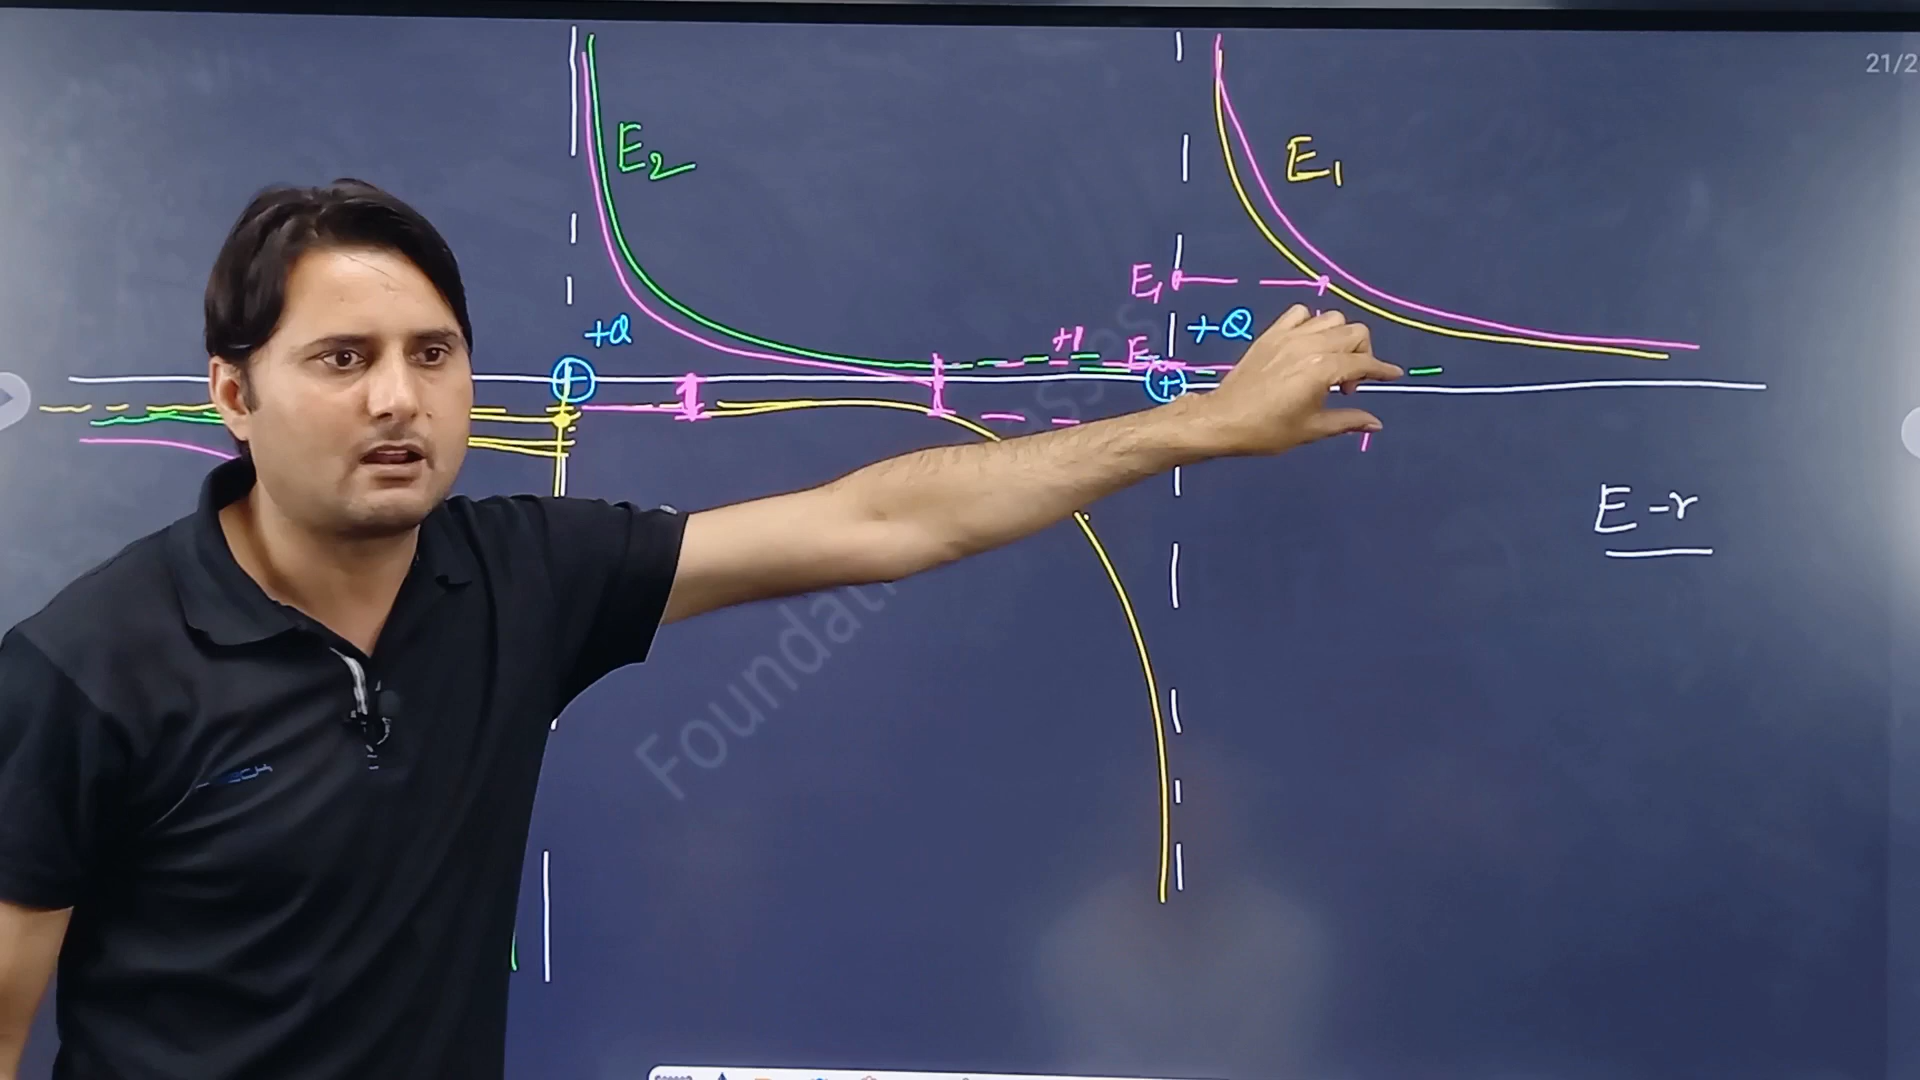 21/2
E₂
E₁
E₁
+Q
+Q
+1
+
+
E - r